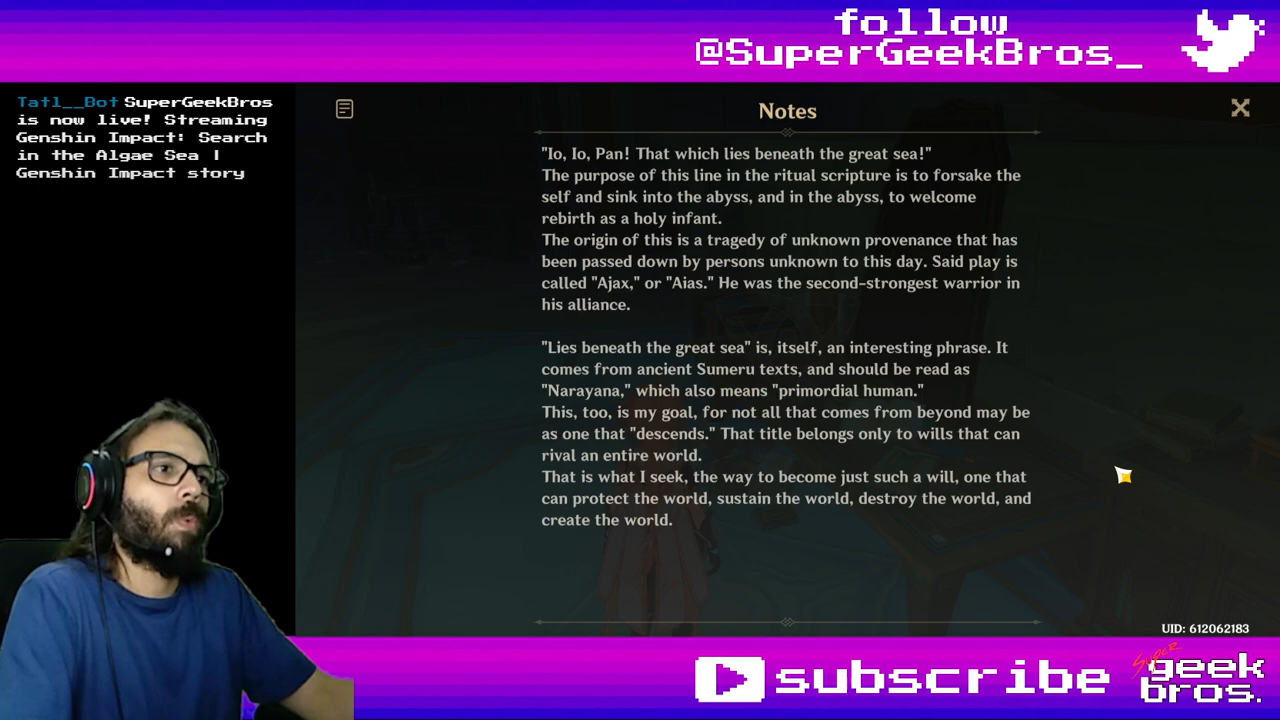 follow
@SuperGeekBros_
Tatl__Bot SuperGeekBros
is now live! Streaming
Genshin Impact: Search
in the Algae Sea |
Genshin Impact story
Notes
"Io, Io, Pan! That which lies beneath the great sea!"
The purpose of this line in the ritual scripture is to forsake the
self and sink into the abyss, and in the abyss, to welcome
rebirth as a holy infant.
The origin of this is a tragedy of unknown provenance that has
been passed down by persons unknown to this day. Said play is
called "Ajax," or "Aias." He was the second-strongest warrior in
his alliance.
"Lies beneath the great sea" is, itself, an interesting phrase. It
comes from ancient Sumeru texts, and should be read as
"Narayana," which also means "primordial human."
This, too, is my goal, for not all that comes from beyond may be
as one that "descends." That title belongs only to wills that can
rival an entire world.
That is what I seek, the way to become just such a will, one that
can protect the world, sustain the world, destroy the world, and
create the world.
UID: 612062183
subscribe
super
geek
bros.